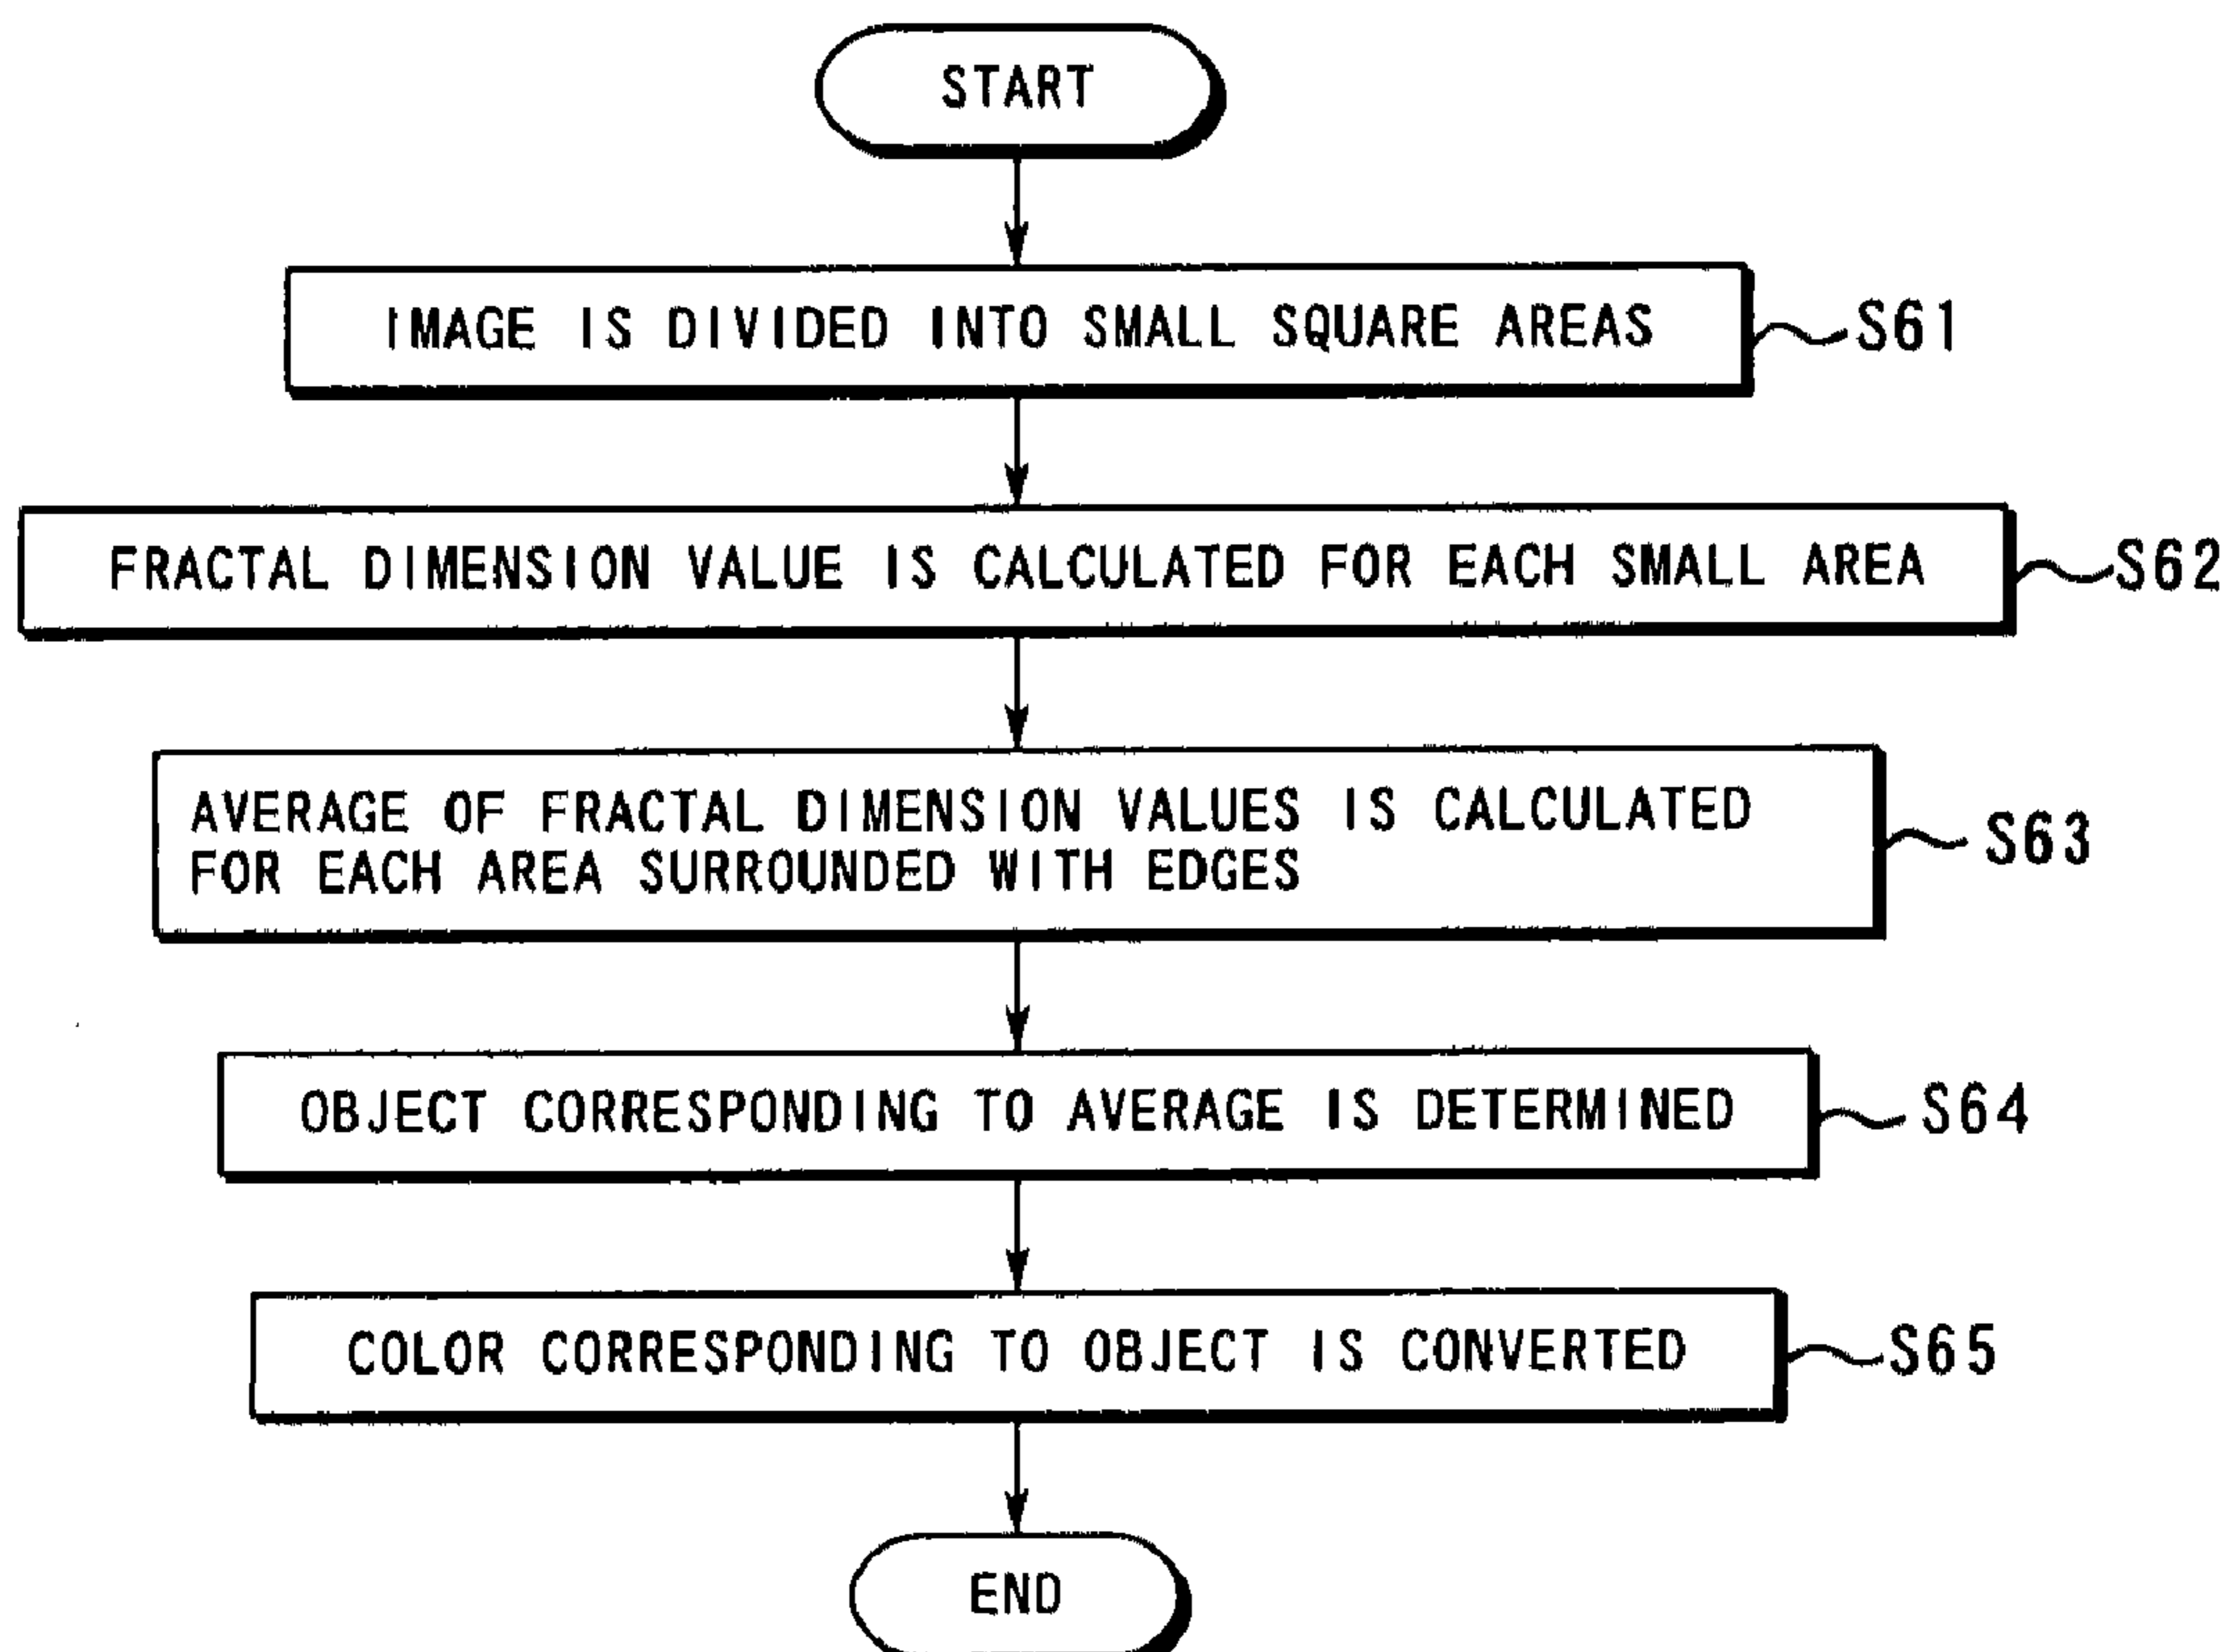 START
IMAGE IS DIVIDED INTO SMALL SQUARE AREAS
S61
FRACTAL DIMENSION VALUE IS CALCULATED FOR EACH SMALL AREA
S62
AVERAGE OF FRACTAL DIMENSION VALUES IS CALCULATED
FOR EACH AREA SURROUNDED WITH EDGES
S63
OBJECT CORRESPONDING TO AVERAGE IS DETERMINED
S64
COLOR CORRESPONDING TO OBJECT IS CONVERTED
S65
END